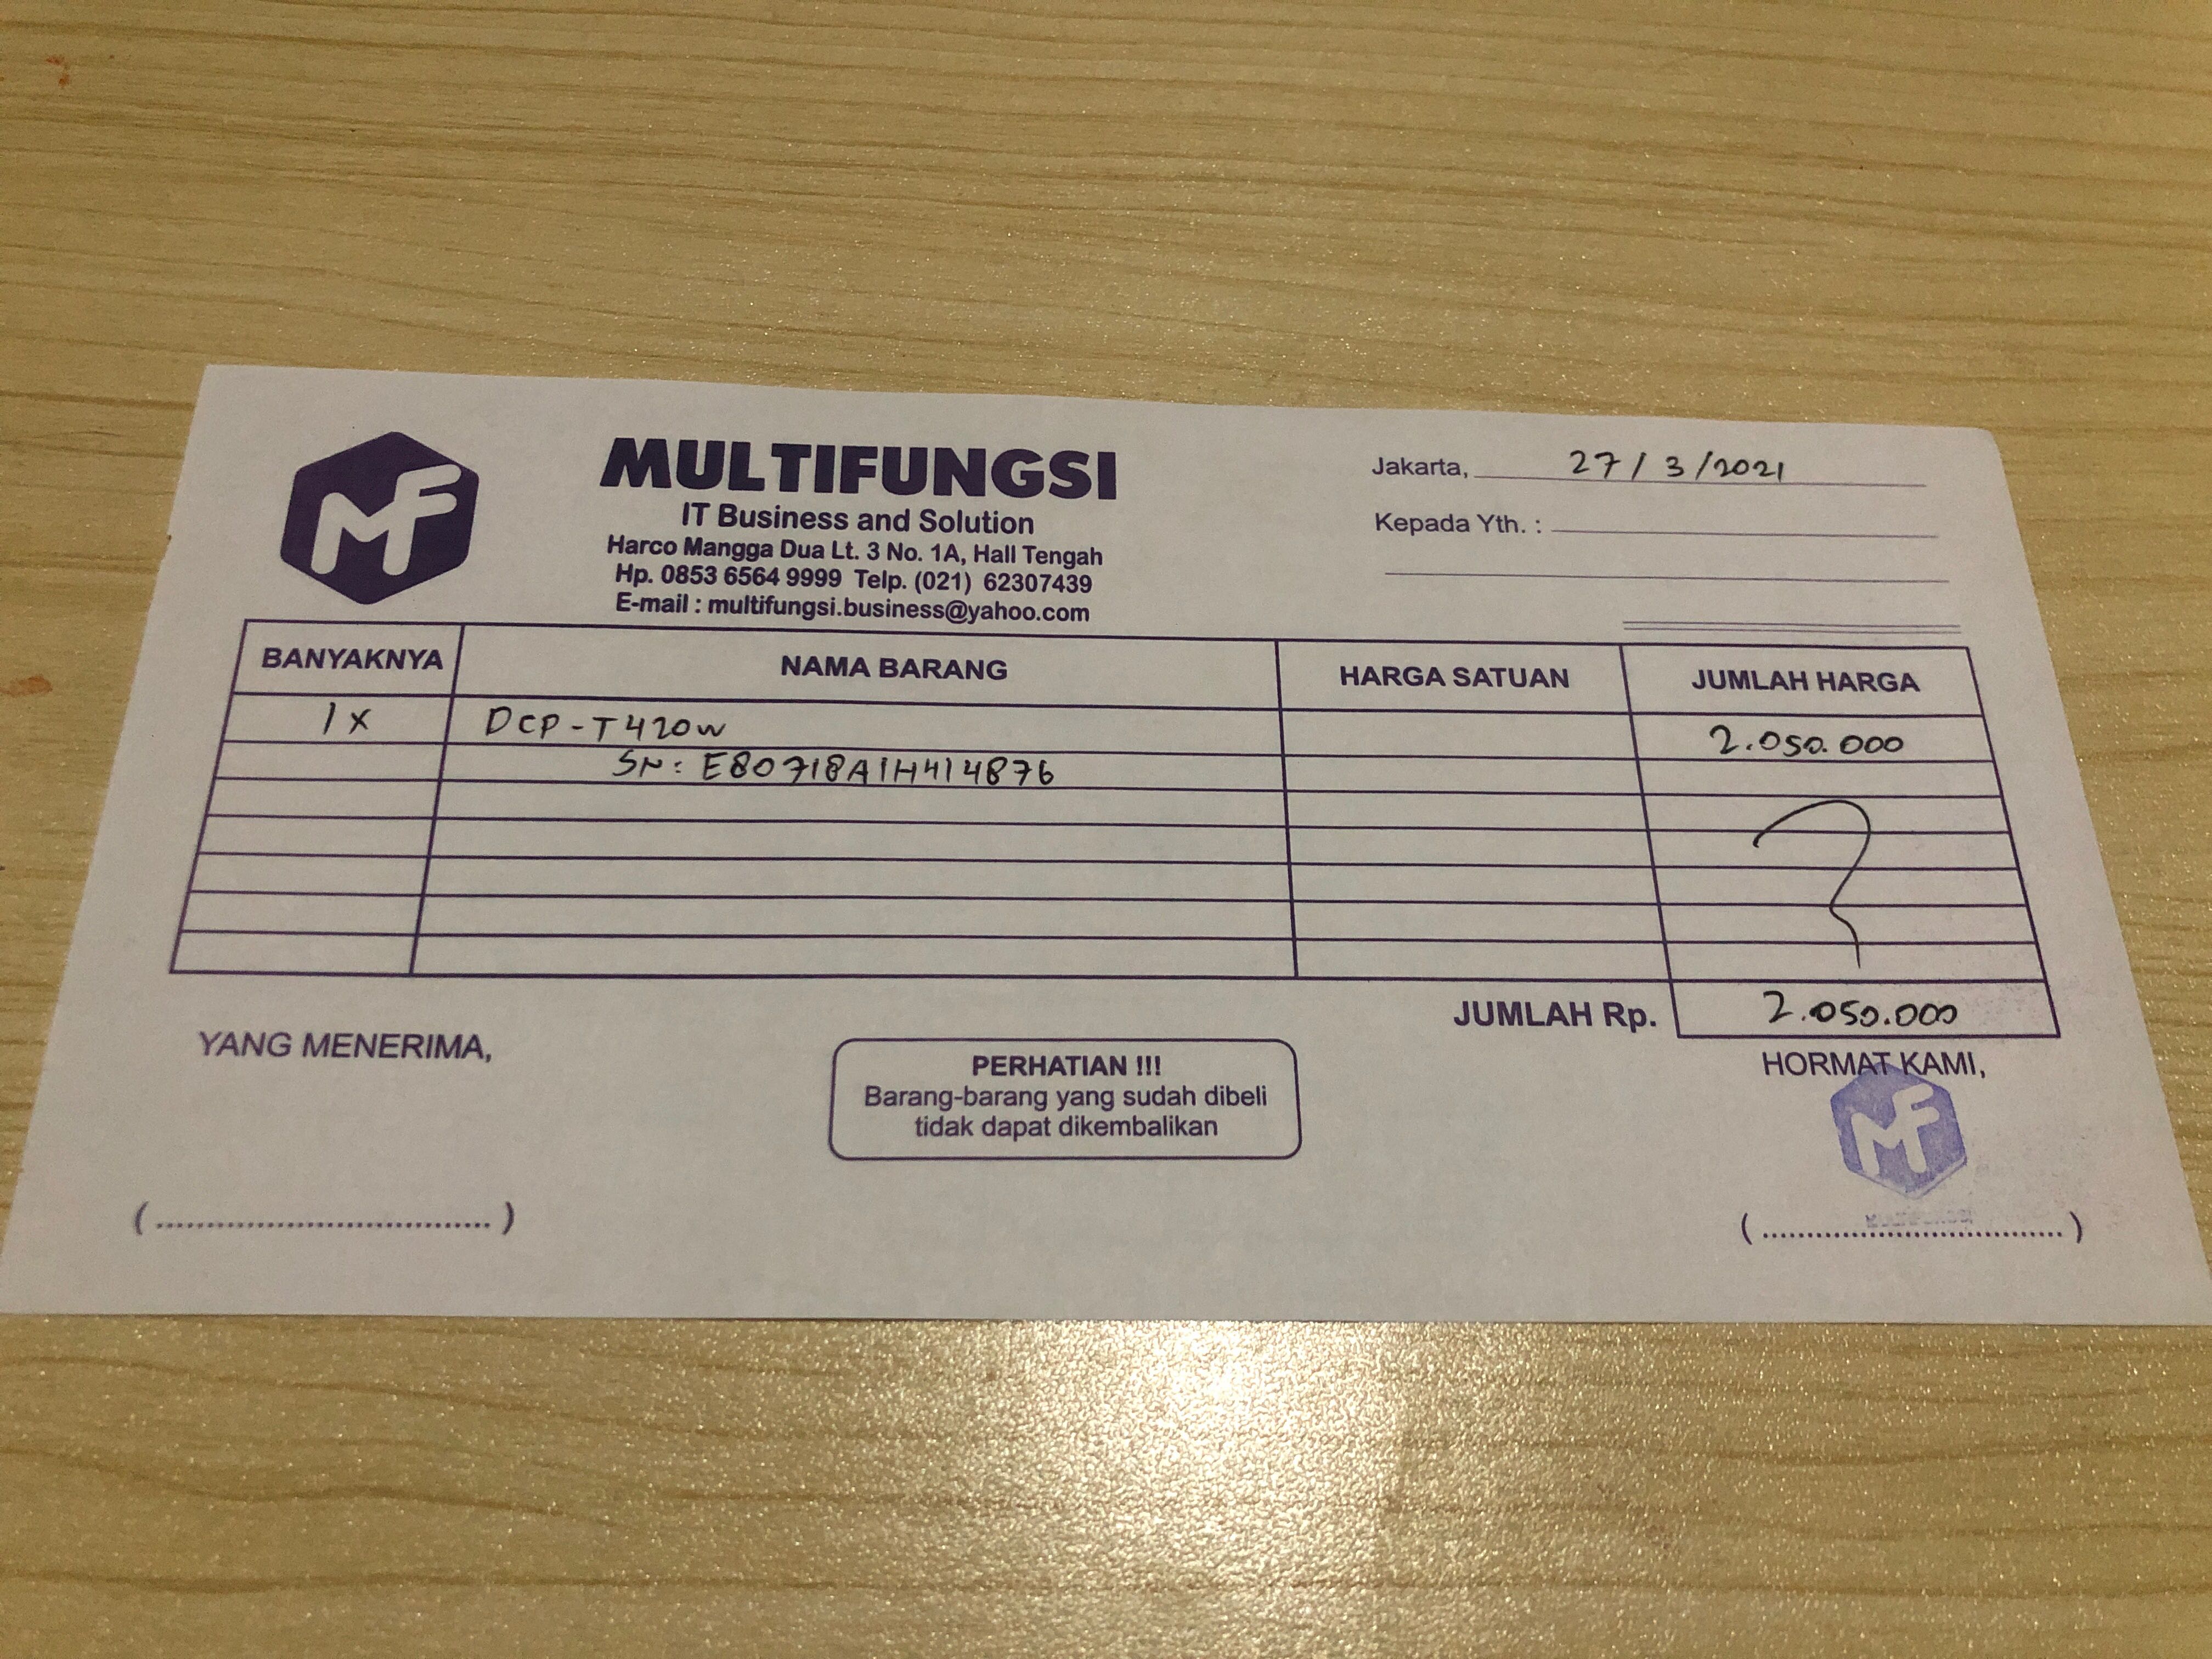 MF
MULTIFUNGSI
IT Business and Solution
Harco Mangga Dua Lt. 3 No. 1A, Hall Tengah
Hp. 0853 6564 9999 Telp. (021) 62307439
E-mail : multifungsi.business@yahoo.com
Jakarta, 27/3/2021
Kepada Yth. :
BANYAKNYA NAMA BARANG HARGA SATUAN JUMLAH HARGA
1x DCP-T420w 2.050.000
SN: E80718A1H414876
JUMLAH Rp. 2.050.000
YANG MENERIMA,
PERHATIAN !!!
Barang-barang yang sudah dibeli
tidak dapat dikembalikan
HORMAT KAMI,
MF
(..................................)
(..................................)